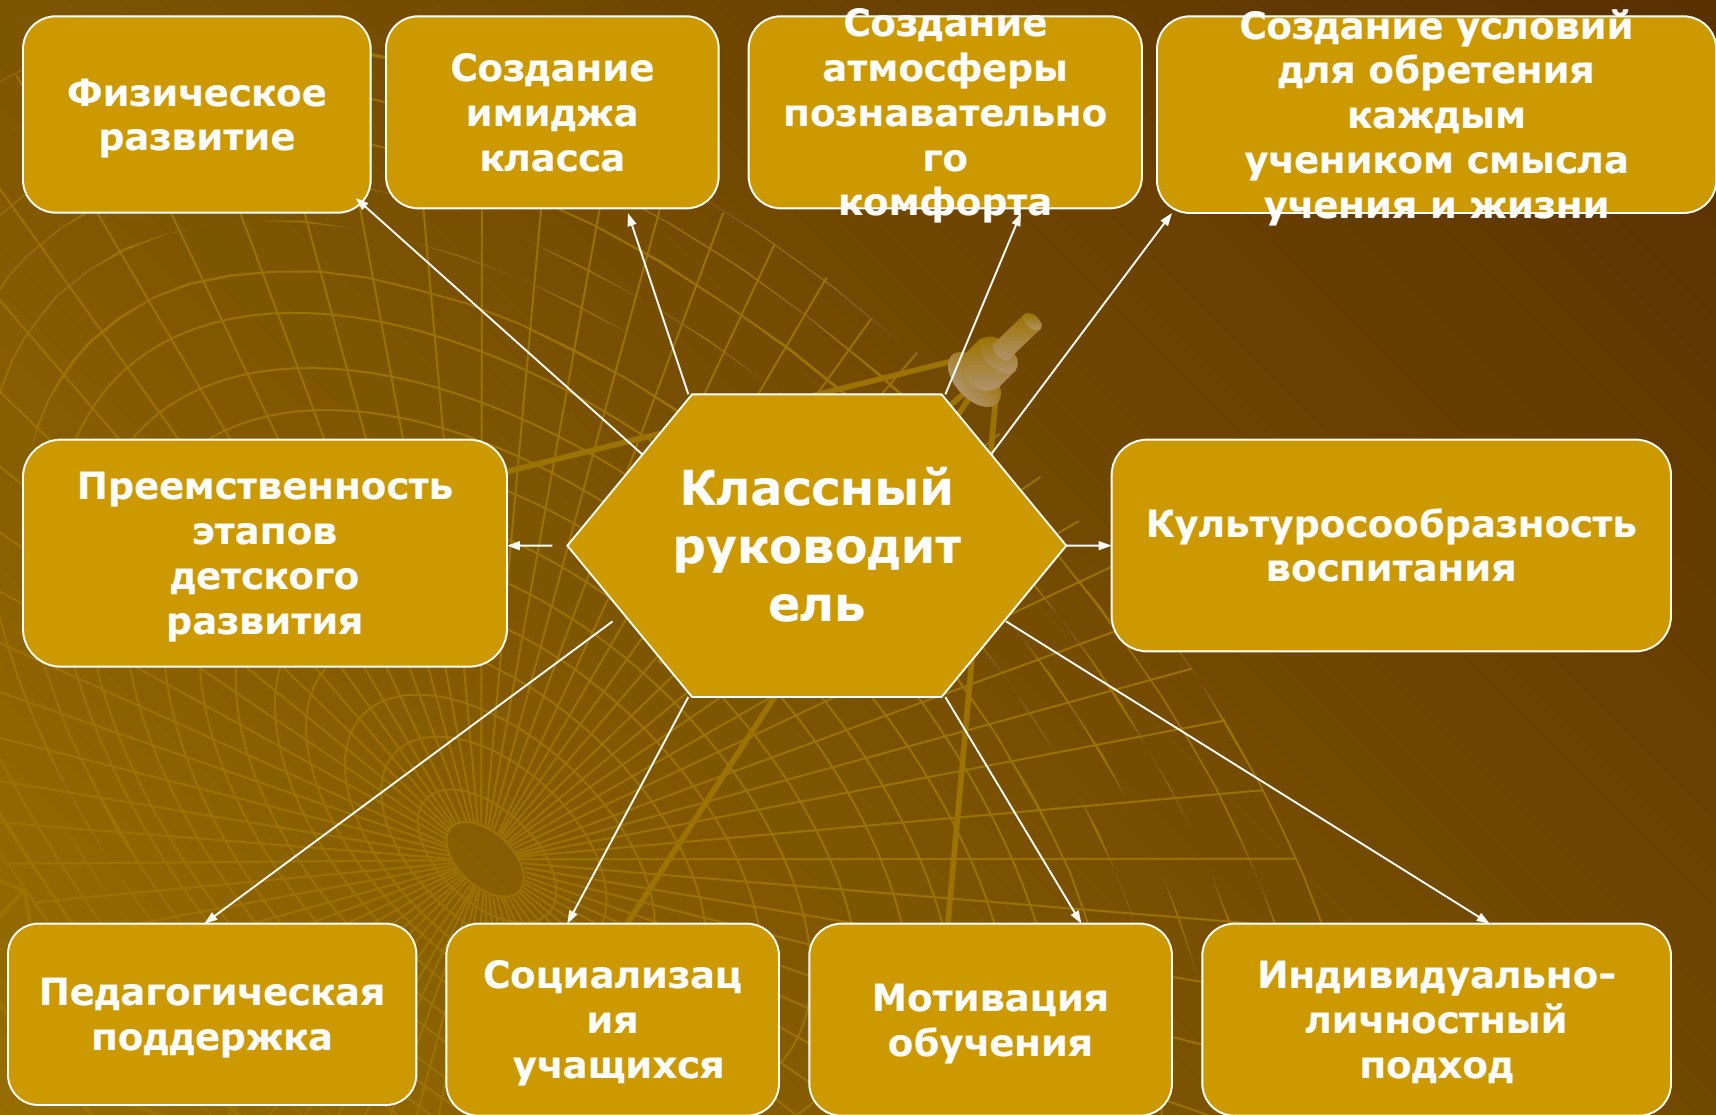 Физическое
развитие
Создание
имиджа
класса
Создание
атмосферы
познавательно
го
комфорта
Создание условий
для обретения
каждым
учеником смысла
учения и жизни
Преемственность
этапов
детского
развития
Классный
руководит
ель
Культуросообразность
воспитания
Педагогическая
поддержка
Социализац
ия
учащихся
Мотивация
обучения
Индивидуально–
личностный
подход